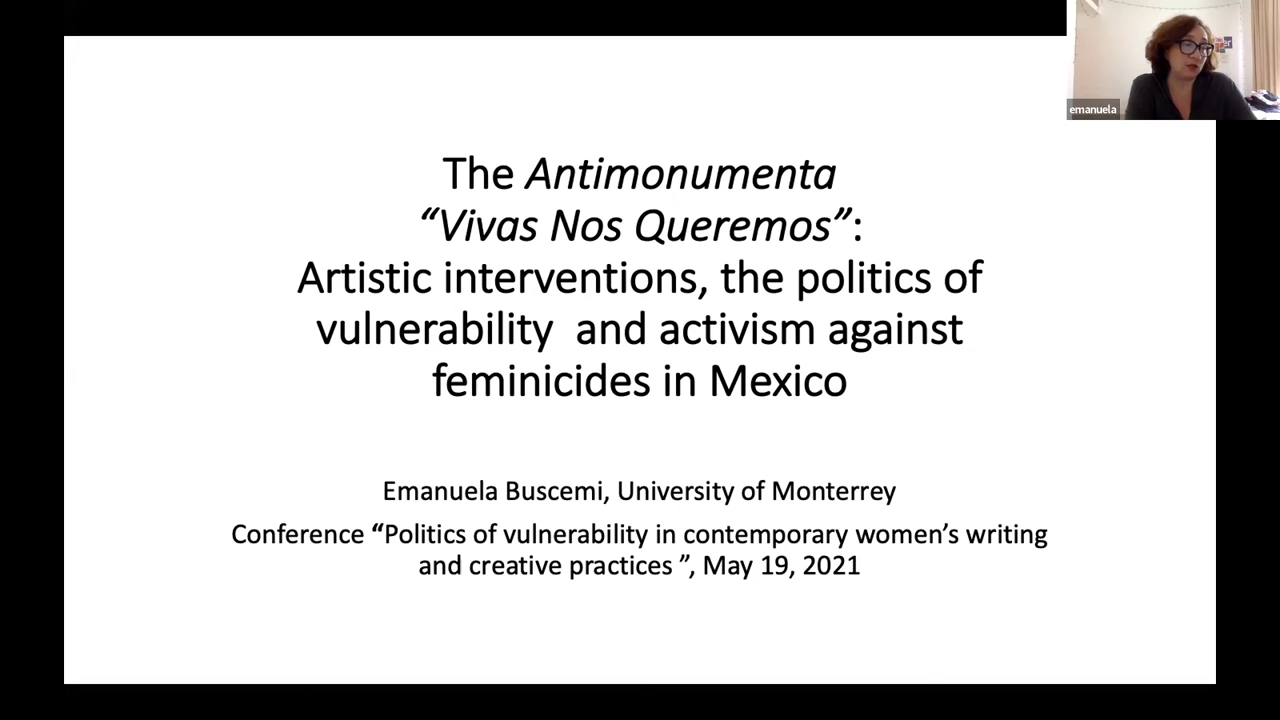 emanuela
The Antimonumenta
“Vivas Nos Queremos”:
Artistic interventions, the politics of
vulnerability  and activism against
feminicides in Mexico
Emanuela Buscemi, University of Monterrey
Conference “Politics of vulnerability in contemporary women’s writing
and creative practices ”, May 19, 2021